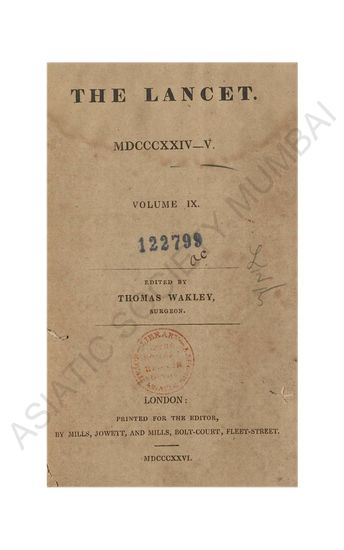 THE LANCET.
MDCCCXXIV—V.
VOLUME IX.
122799
EDITED BY
THOMAS WAKLEY,
SURGEON.
LONDON:
PRINTED FOR THE EDITOR,
BY MILLS, JOWETT, AND MILLS, BOLT-COURT, FLEET-STREET.
MDCCCXXVI.
ASIATIC SOCIETY, MUMBAI